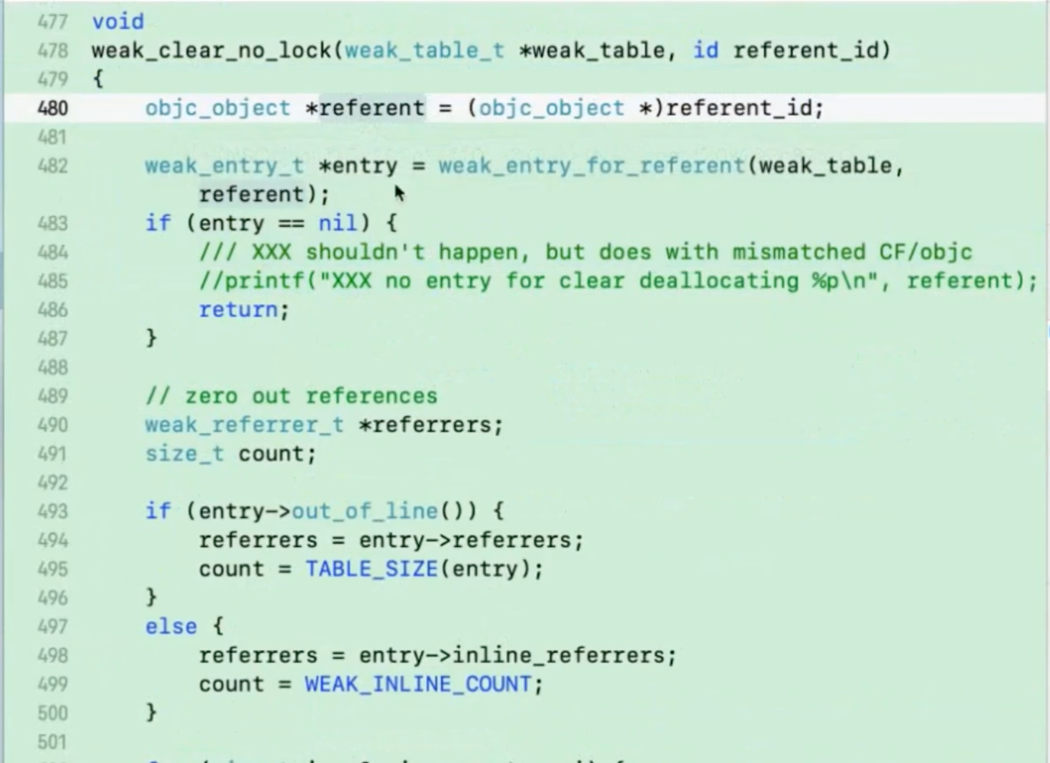 477 void
478 weak_clear_no_lock(weak_table_t *weak_table, id referent_id)
479 {
480     objc_object *referent = (objc_object *)referent_id;
481
482     weak_entry_t *entry = weak_entry_for_referent(weak_table,
            referent);
483     if (entry == nil) {
484         /// XXX shouldn't happen, but does with mismatched CF/objc
485         //printf("XXX no entry for clear deallocating %p\n", referent);
486         return;
487     }
488
489     // zero out references
490     weak_referrer_t *referrers;
491     size_t count;
492
493     if (entry->out_of_line()) {
494         referrers = entry->referrers;
495         count = TABLE_SIZE(entry);
496     }
497     else {
498         referrers = entry->inline_referrers;
499         count = WEAK_INLINE_COUNT;
500     }
501